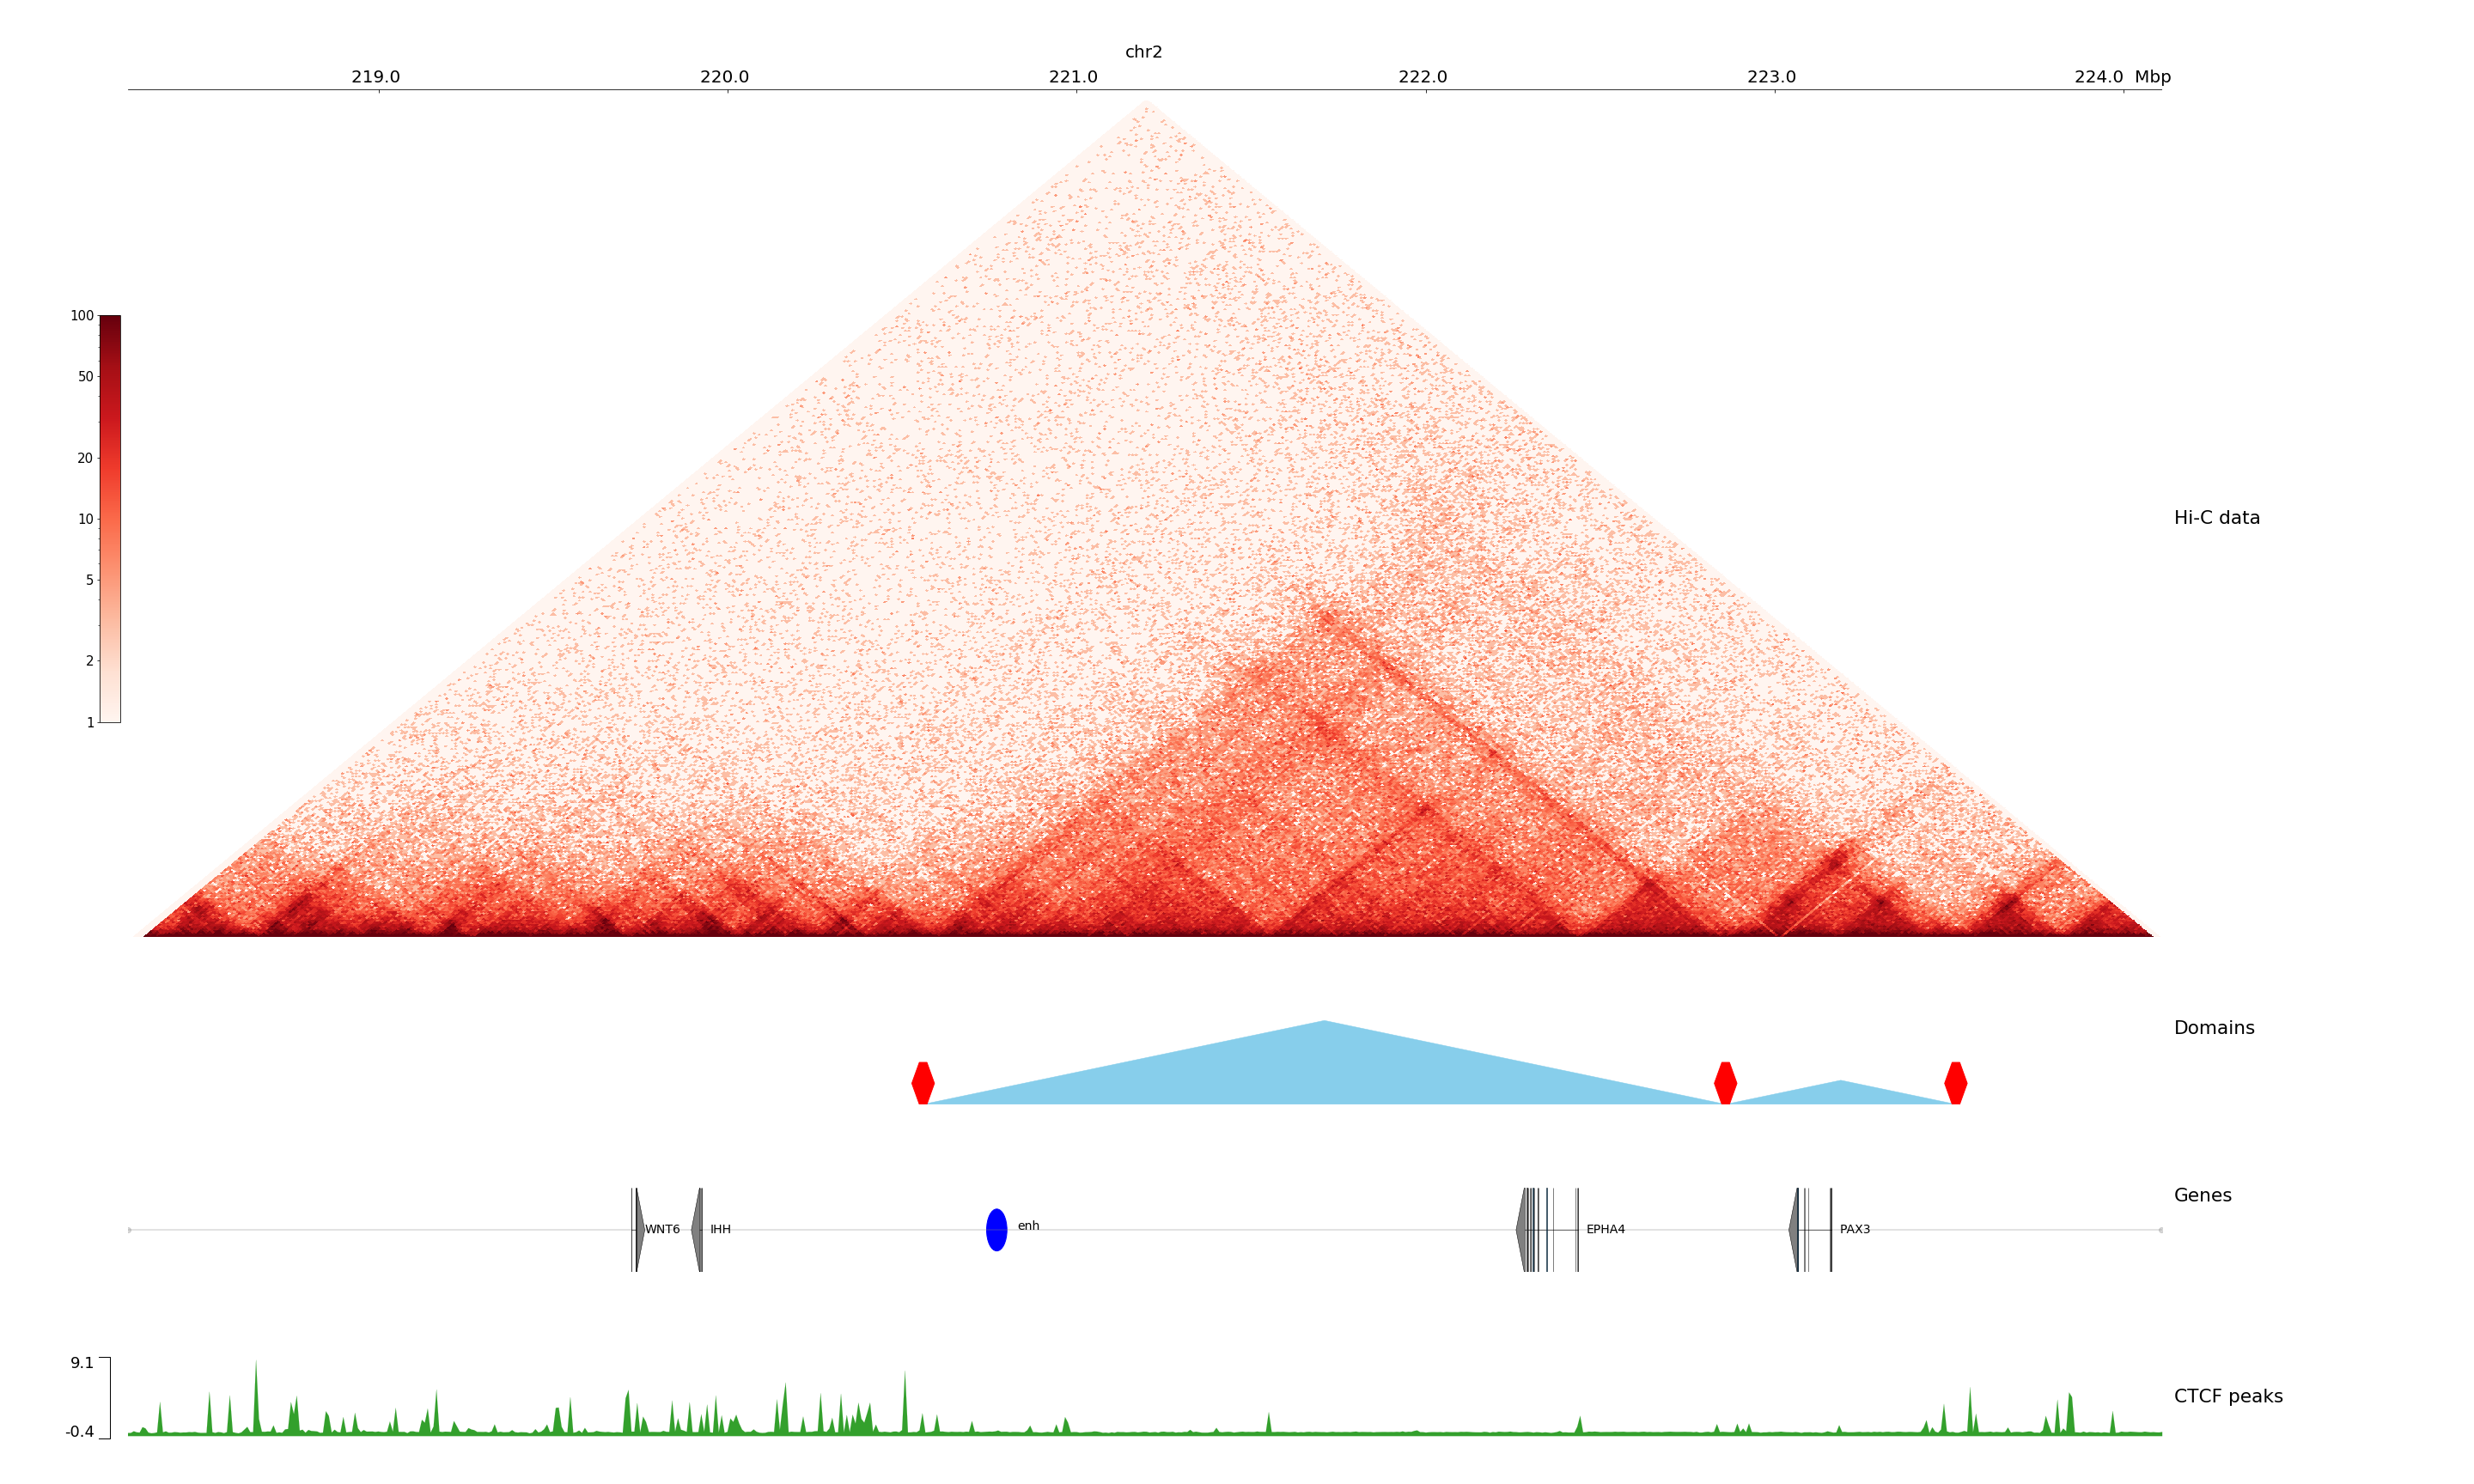 chr2
219.0 220.0 221.0 222.0 223.0 224.0 Mbp
100
50
20
10
5
2
1
Hi-C data
Domains
Genes
WNT6 IHH enh EPHA4 PAX3
9.1
-0.4
CTCF peaks